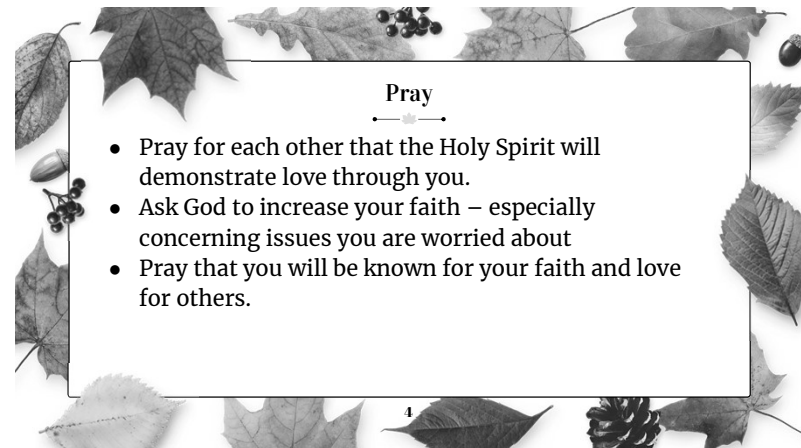 Pray
● Pray for each other that the Holy Spirit will
demonstrate love through you.
● Ask God to increase your faith – especially
concerning issues you are worried about
● Pray that you will be known for your faith and love
for others.
4